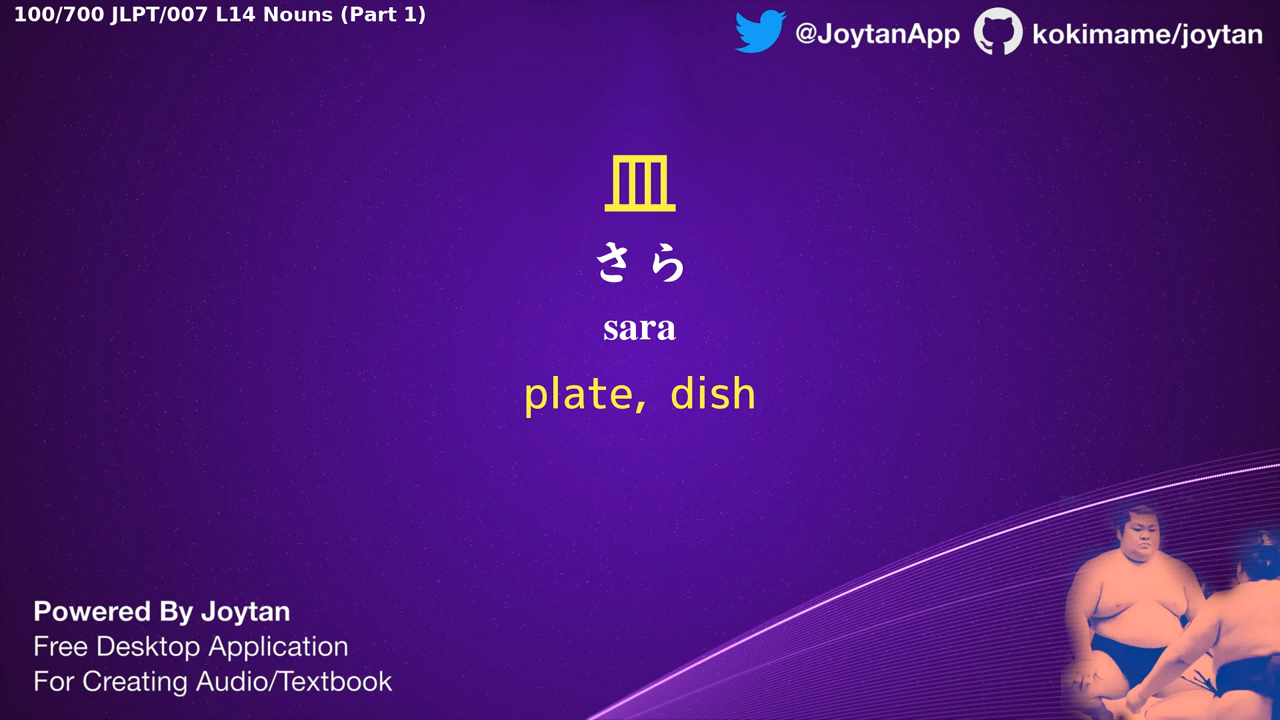 100/700 JLPT/007 L14 Nouns (Part 1)
@JoytanApp kokimame/joytan
皿
さら
sara
plate, dish
Powered By Joytan
Free Desktop Application
For Creating Audio/Textbook